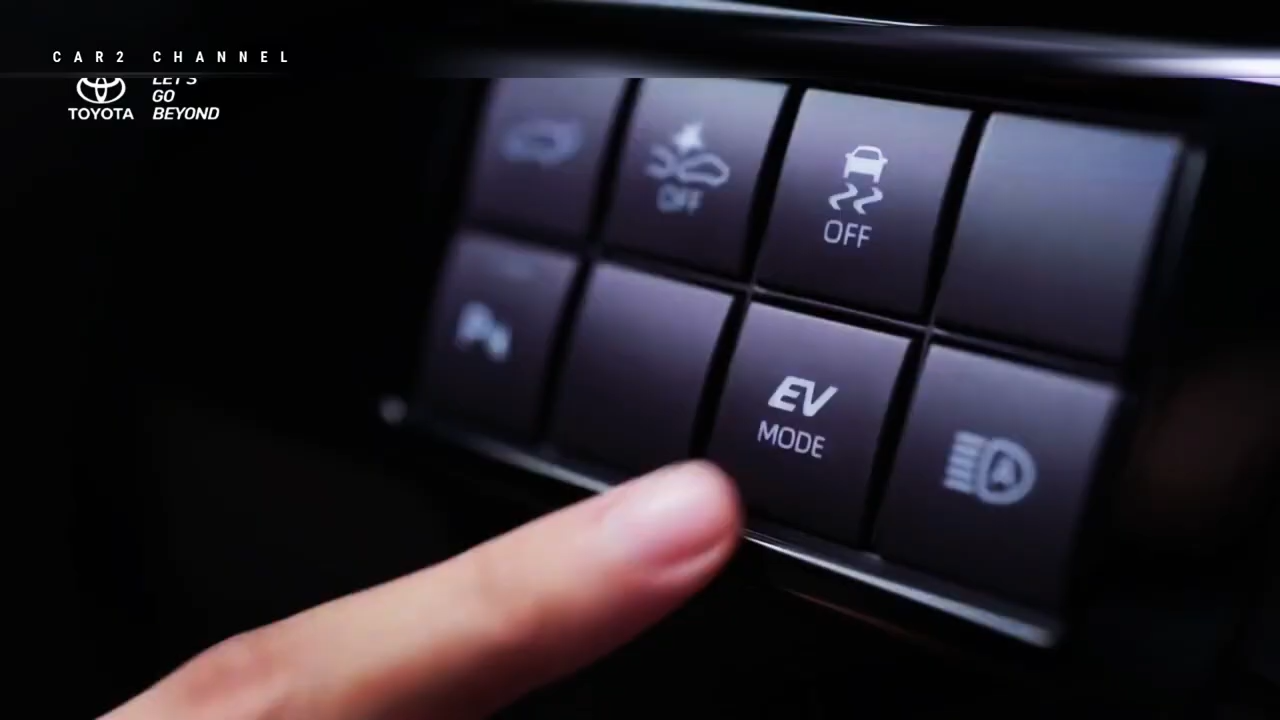 CAR2 CHANNEL
LET'S
GO
BEYOND
TOYOTA
OFF
OFF
EV
MODE
P
A